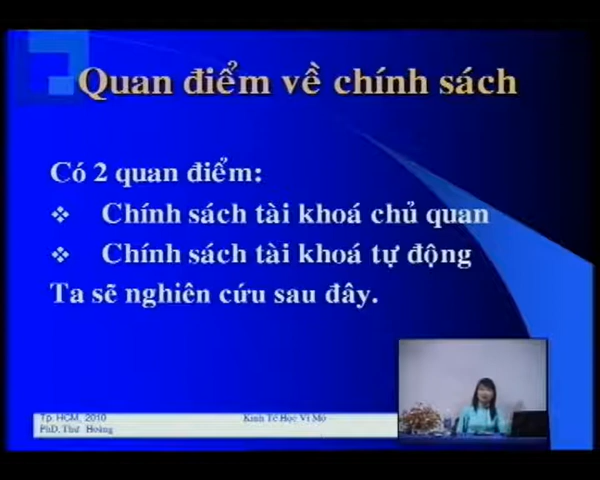 Quan điểm về chính sách
Có 2 quan điểm:
❖ Chính sách tài khoá chủ quan
❖ Chính sách tài khoá tự động
Ta sẽ nghiên cứu sau đây.
Tp. HCM, 2010 Kinh Tế Học Vĩ Mô
PhD, Thư Hoàng